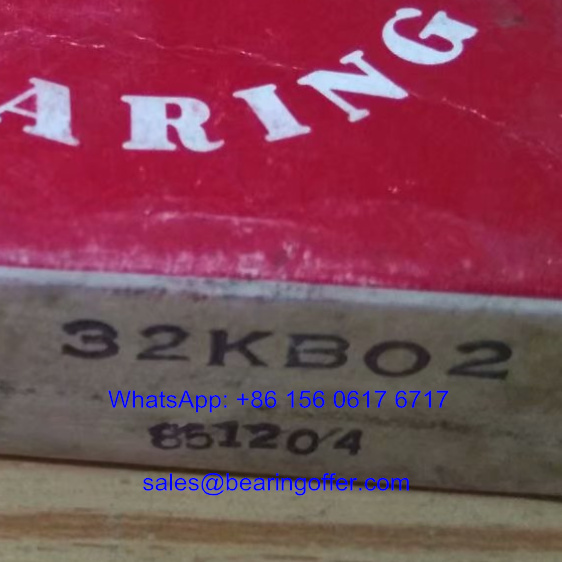 ARING
32KB02
WhatsApp: +86 156 0617 6717
851204
sales@bearingoffer.com